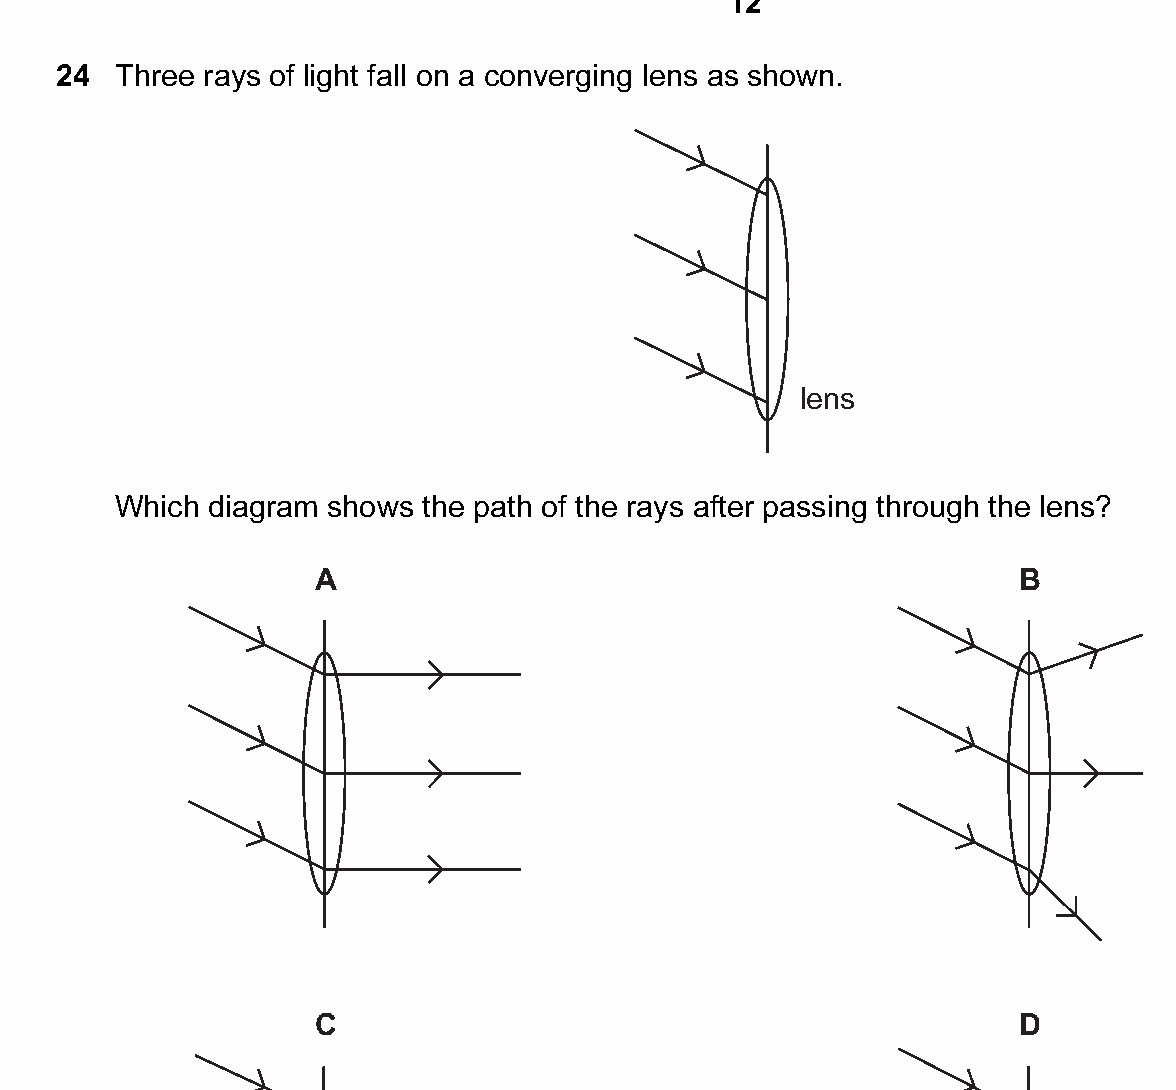 12
24 Three rays of light fall on a converging lens as shown.
lens
Which diagram shows the path of the rays after passing through the lens?
A B
C D